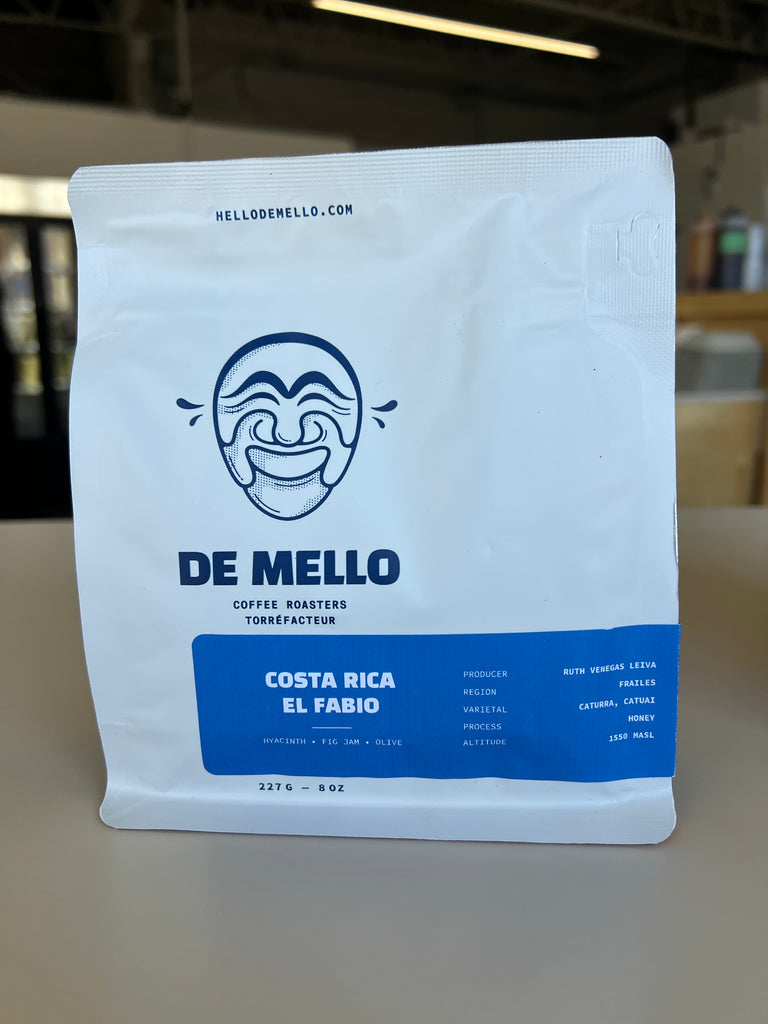 HELLODEMELLO.COM
DE MELLO
COFFEE ROASTERS
TORRÉFACTEUR
COSTA RICA
EL FABIO
HYACINTH • FIG JAM • OLIVE
PRODUCER RUTH VENEGAS LEIVA
REGION FRAILES
VARIETAL CATURRA, CATUAI
PROCESS HONEY
ALTITUDE 1550 MASL
227G — 8OZ